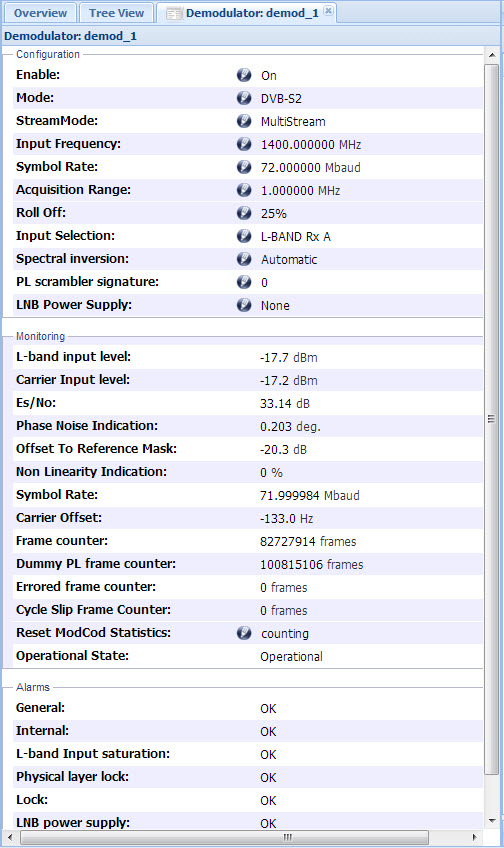 Overview Tree View Demodulator: demod_1
Demodulator: demod_1
Configuration
Enable: On
Mode: DVB-S2
StreamMode: MultiStream
Input Frequency: 1400.000000 MHz
Symbol Rate: 72.000000 Mbaud
Acquisition Range: 1.000000 MHz
Roll Off: 25%
Input Selection: L-BAND Rx A
Spectral inversion: Automatic
PL scrambler signature: 0
LNB Power Supply: None
Monitoring
L-band input level: -17.7 dBm
Carrier Input level: -17.2 dBm
Es/No: 33.14 dB
Phase Noise Indication: 0.203 deg.
Offset To Reference Mask: -20.3 dB
Non Linearity Indication: 0 %
Symbol Rate: 71.999984 Mbaud
Carrier Offset: -133.0 Hz
Frame counter: 82727914 frames
Dummy PL frame counter: 100815106 frames
Errored frame counter: 0 frames
Cycle Slip Frame Counter: 0 frames
Reset ModCod Statistics: counting
Operational State: Operational
Alarms
General: OK
Internal: OK
L-band Input saturation: OK
Physical layer lock: OK
Lock: OK
LNB power supply: OK